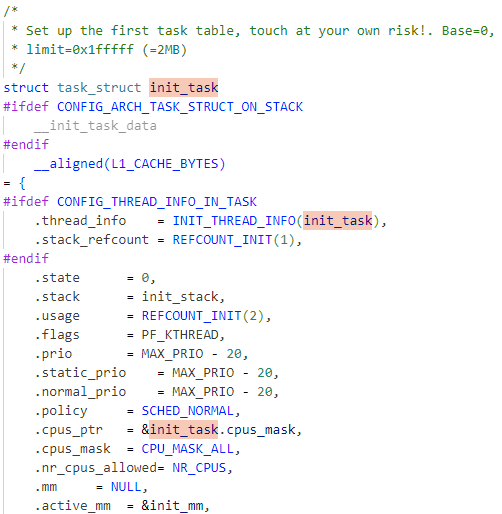 /*
 * Set up the first task table, touch at your own risk!. Base=0,
 * limit=0x1fffff (=2MB)
 */
struct task_struct init_task
#ifdef CONFIG_ARCH_TASK_STRUCT_ON_STACK
    __init_task_data
#endif
    __aligned(L1_CACHE_BYTES)
= {
#ifdef CONFIG_THREAD_INFO_IN_TASK
    .thread_info    = INIT_THREAD_INFO(init_task),
    .stack_refcount = REFCOUNT_INIT(1),
#endif
    .state      = 0,
    .stack      = init_stack,
    .usage      = REFCOUNT_INIT(2),
    .flags      = PF_KTHREAD,
    .prio       = MAX_PRIO - 20,
    .static_prio    = MAX_PRIO - 20,
    .normal_prio    = MAX_PRIO - 20,
    .policy     = SCHED_NORMAL,
    .cpus_ptr   = &init_task.cpus_mask,
    .cpus_mask  = CPU_MASK_ALL,
    .nr_cpus_allowed= NR_CPUS,
    .mm     = NULL,
    .active_mm  = &init_mm,